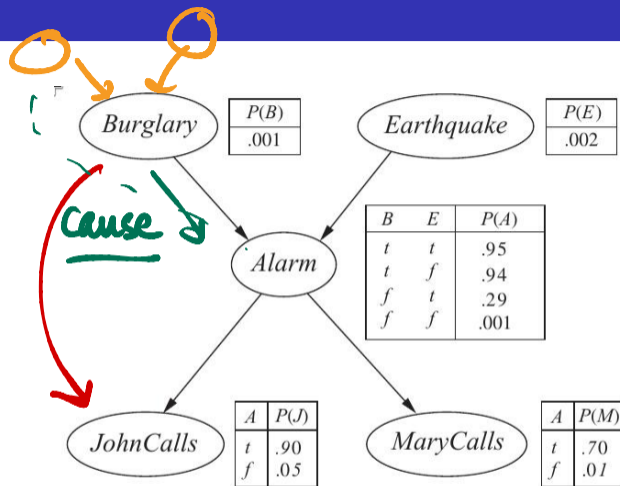 Burglary
P(B)
.001
Earthquake
P(E)
.002
cause
Alarm
B E P(A)
t t .95
t f .94
f t .29
f f .001
JohnCalls
A P(J)
t .90
f .05
MaryCalls
A P(M)
t .70
f .01